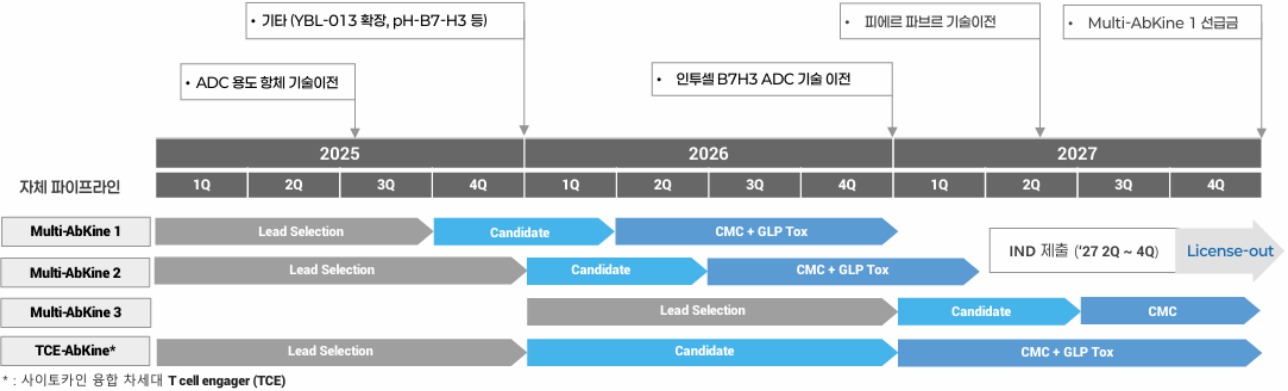 • 기타 (YBL-013 확장, pH-B7-H3 등)
• 피에르 파브르 기술이전
• Multi-AbKine 1 선급금
• ADC 용도 항체 기술이전
• 인투셀 B7H3 ADC 기술 이전
2025 2026 2027
자체 파이프라인 1Q 2Q 3Q 4Q 1Q 2Q 3Q 4Q 1Q 2Q 3Q 4Q
Multi-AbKine 1 Lead Selection Candidate CMC + GLP Tox
IND 제출 (‘27 2Q ~ 4Q) License-out
Multi-AbKine 2 Lead Selection Candidate CMC + GLP Tox
Multi-AbKine 3 Lead Selection Candidate CMC
TCE-AbKine* Lead Selection Candidate CMC + GLP Tox
* : 사이토카인 융합 차세대 T cell engager (TCE)